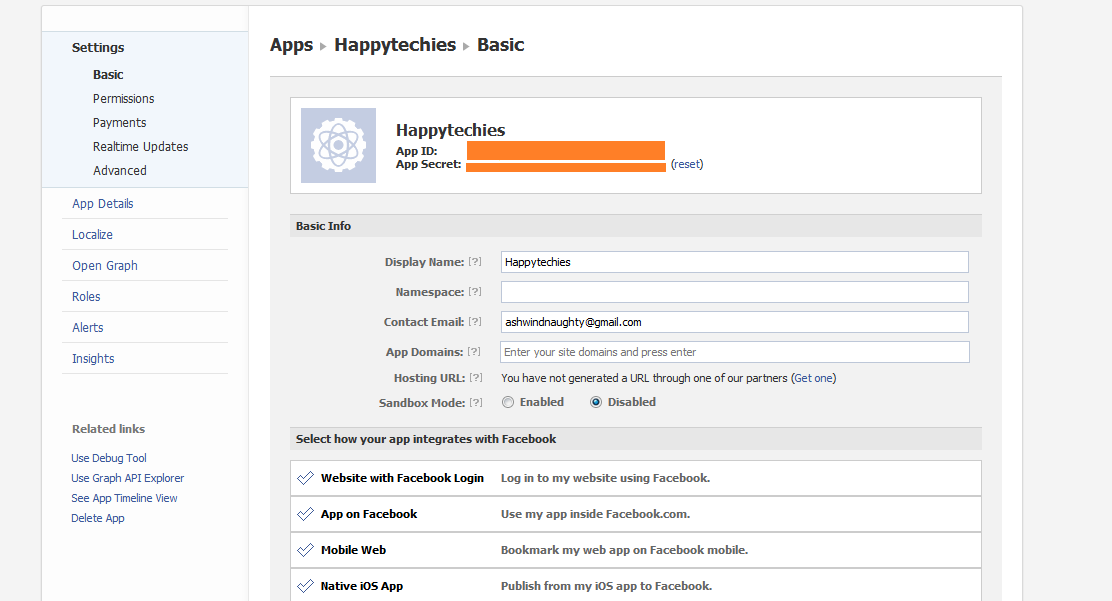 Settings
Basic
Permissions
Payments
Realtime Updates
Advanced
App Details
Localize
Open Graph
Roles
Alerts
Insights
Related links
Use Debug Tool
Use Graph API Explorer
See App Timeline View
Delete App
Apps ▸ Happytechies ▸ Basic
Happytechies
App ID:
App Secret: (reset)
Basic Info
Display Name: [?] Happytechies
Namespace: [?]
Contact Email: [?] ashwindnaughty@gmail.com
App Domains: [?] Enter your site domains and press enter
Hosting URL: [?] You have not generated a URL through one of our partners (Get one)
Sandbox Mode: [?] Enabled Disabled
Select how your app integrates with Facebook
Website with Facebook Login Log in to my website using Facebook.
App on Facebook Use my app inside Facebook.com.
Mobile Web Bookmark my web app on Facebook mobile.
Native iOS App Publish from my iOS app to Facebook.